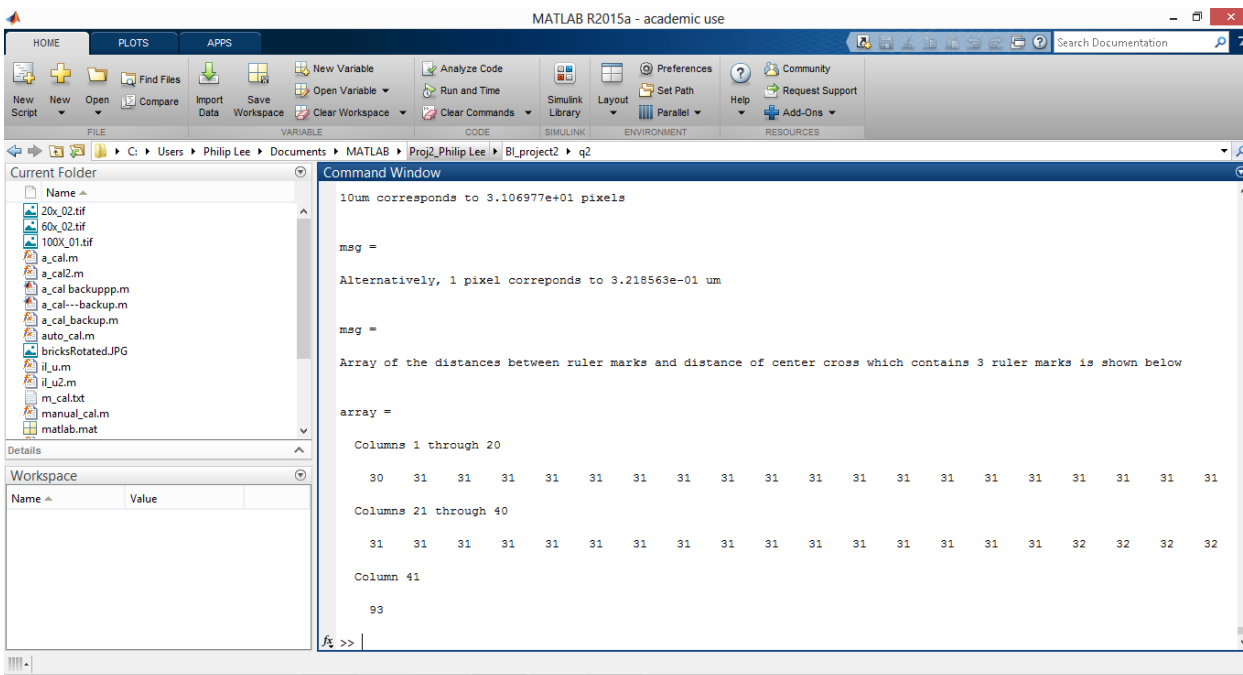 MATLAB R2015a - academic use
HOME PLOTS APPS
Search Documentation
New Script
New
Open
Find Files
Compare
FILE
Import Data
Save Workspace
New Variable
Open Variable
Clear Workspace
VARIABLE
Analyze Code
Run and Time
Clear Commands
CODE
Simulink Library
SIMULINK
Layout
Preferences
Set Path
Parallel
ENVIRONMENT
Help
Community
Request Support
Add-Ons
RESOURCES
C: Users Philip Lee Documents MATLAB Proj2_Philip Lee BI_project2 q2
Current Folder
Name
20x_02.tif
60x_02.tif
100X_01.tif
a_cal.m
a_cal2.m
a_cal backuppp.m
a_cal---backup.m
a_cal_backup.m
auto_cal.m
bricksRotated.JPG
il_u.m
il_u2.m
m_cal.txt
manual_cal.m
matlab.mat
Details
Workspace
Name Value
Command Window
10um corresponds to 3.106977e+01 pixels
msg =
Alternatively, 1 pixel correponds to 3.218563e-01 um
msg =
Array of the distances between ruler marks and distance of center cross which contains 3 ruler marks is shown below
array =
Columns 1 through 20
30 31 31 31 31 31 31 31 31 31 31 31 31 31 31 31 31 31 31 31
Columns 21 through 40
31 31 31 31 31 31 31 31 31 31 31 31 31 31 31 31 32 32 32 32
Column 41
93
fx >>